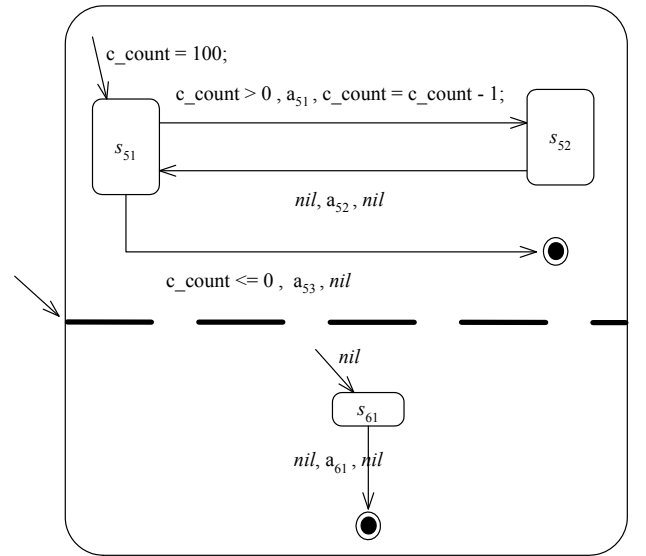 c_count = 100;
c_count > 0 , a51 , c_count = c_count - 1;
s51
s52
nil, a52 , nil
c_count <= 0 , a53 , nil
nil
s61
nil, a61 , nil